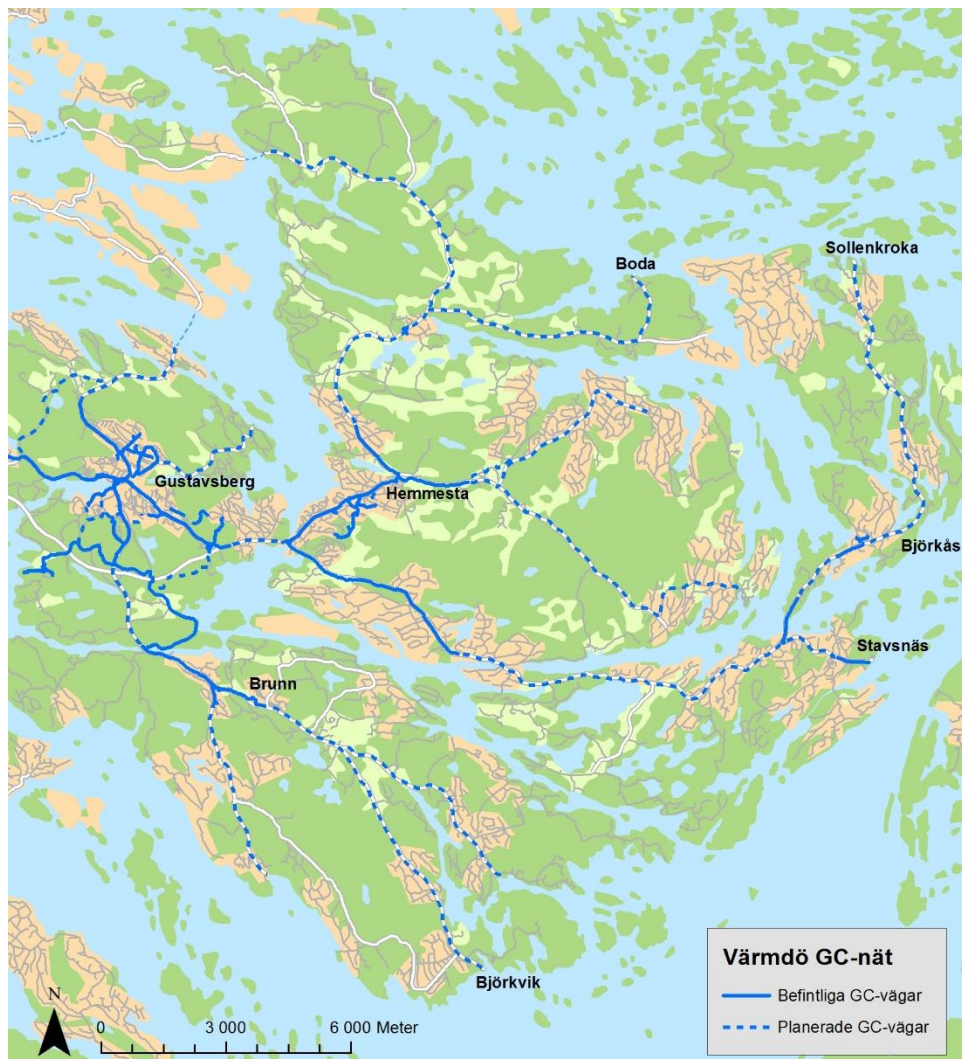 Sollenkroka
Boda
Gustavsberg
Hemmesta
Björkås
Stavsnäs
Brunn
Björkvik
Värmdö GC-nät
Befintliga GC-vägar
Planerade GC-vägar
N
0 3 000 6 000 Meter